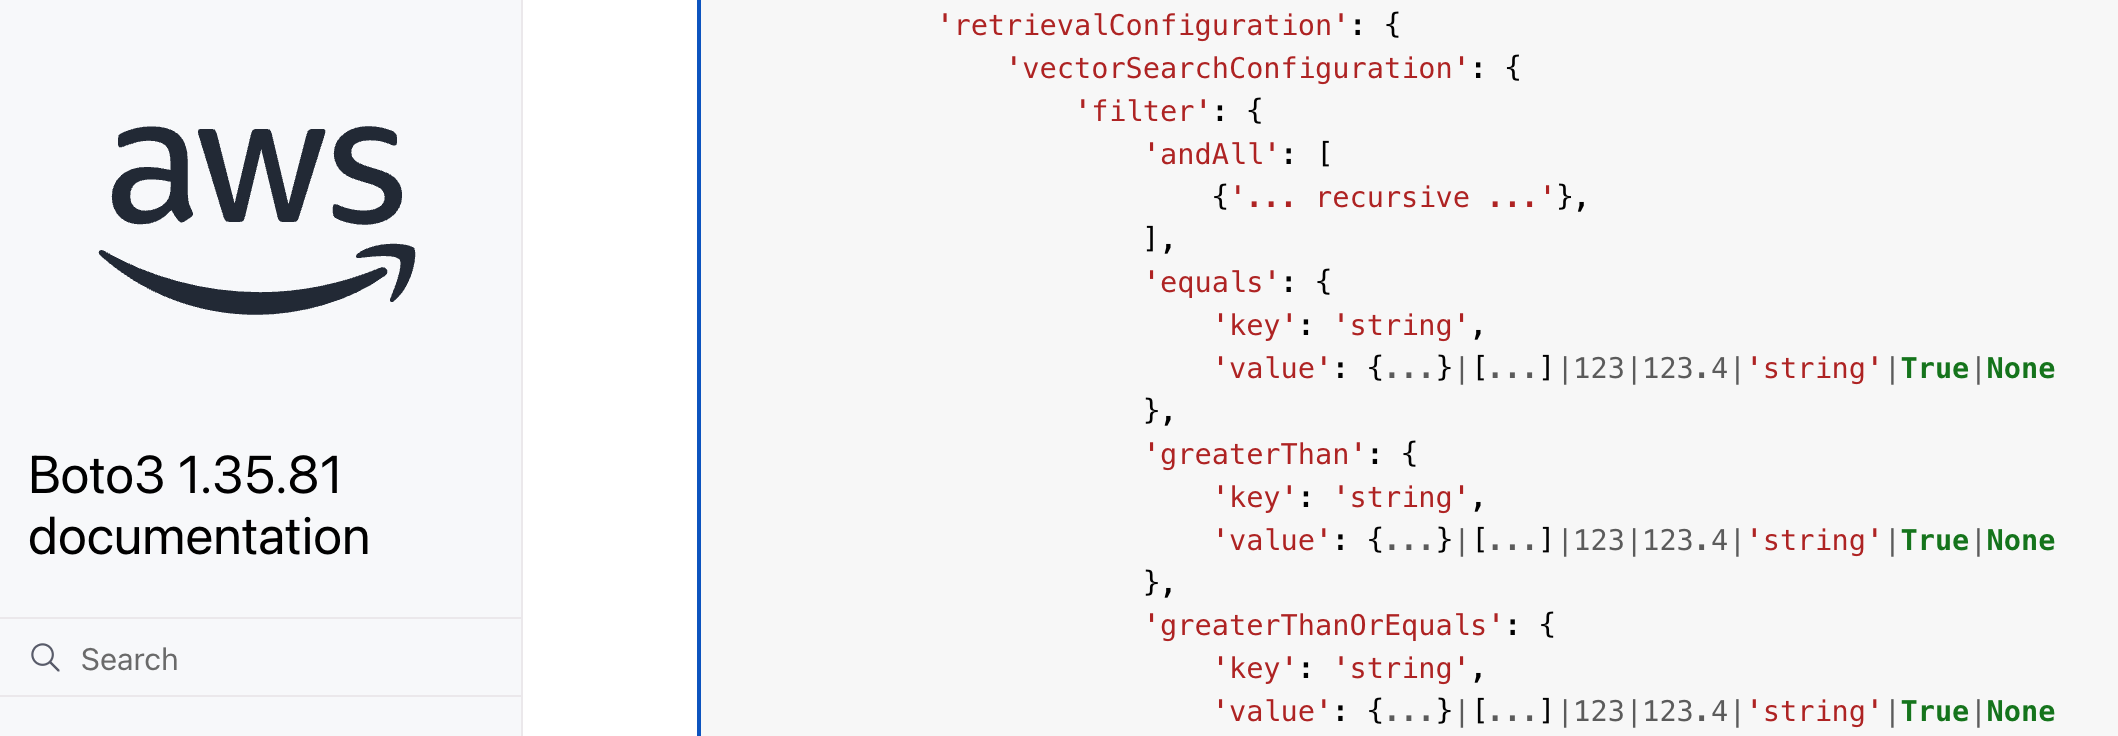 aws
Boto3 1.35.81
documentation
Search
'retrievalConfiguration': {
'vectorSearchConfiguration': {
'filter': {
'andAll': [
{'... recursive ...'},
],
'equals': {
'key': 'string',
'value': {...}|[...]|123|123.4|'string'|True|None
},
'greaterThan': {
'key': 'string',
'value': {...}|[...]|123|123.4|'string'|True|None
},
'greaterThanOrEquals': {
'key': 'string',
'value': {...}|[...]|123|123.4|'string'|True|None